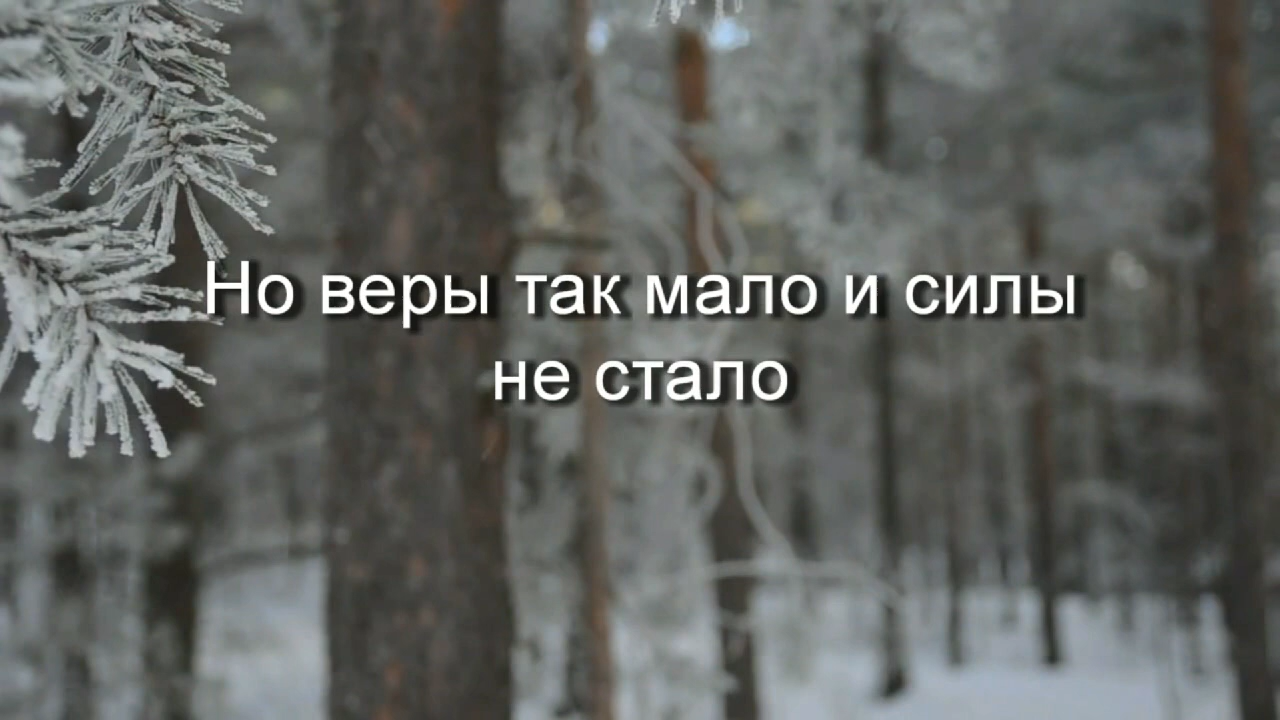 Но веры так мало и силы
не стало